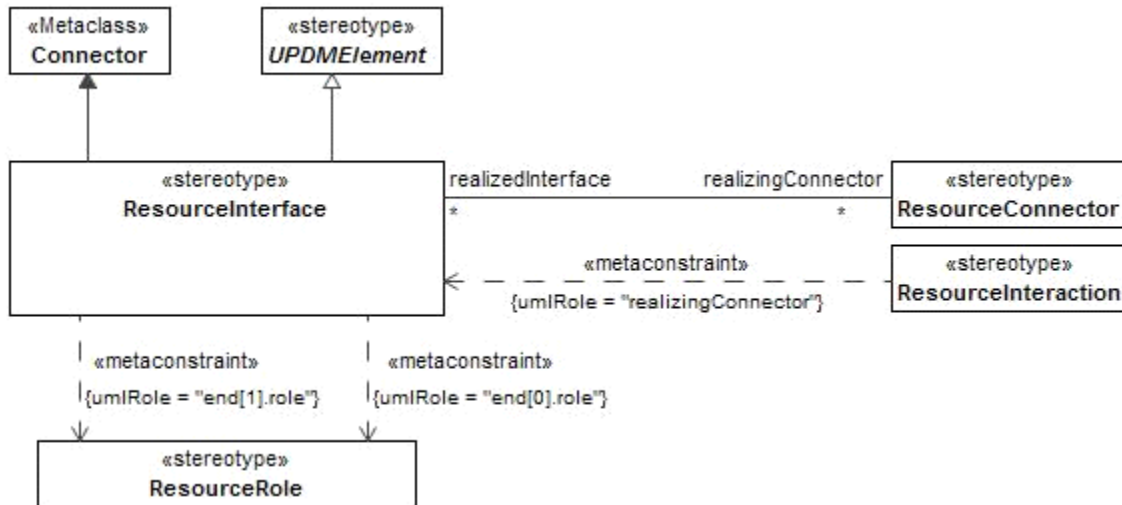 «Metaclass»
Connector
«stereotype»
UPDMElement
«stereotype»
ResourceInterface
realizedInterface
realizingConnector
*
*
«stereotype»
ResourceConnector
«metaconstraint»
{umlRole = "realizingConnector"}
«stereotype»
ResourceInteraction
«metaconstraint»
{umlRole = "end[1].role"}
«metaconstraint»
{umlRole = "end[0].role"}
«stereotype»
ResourceRole